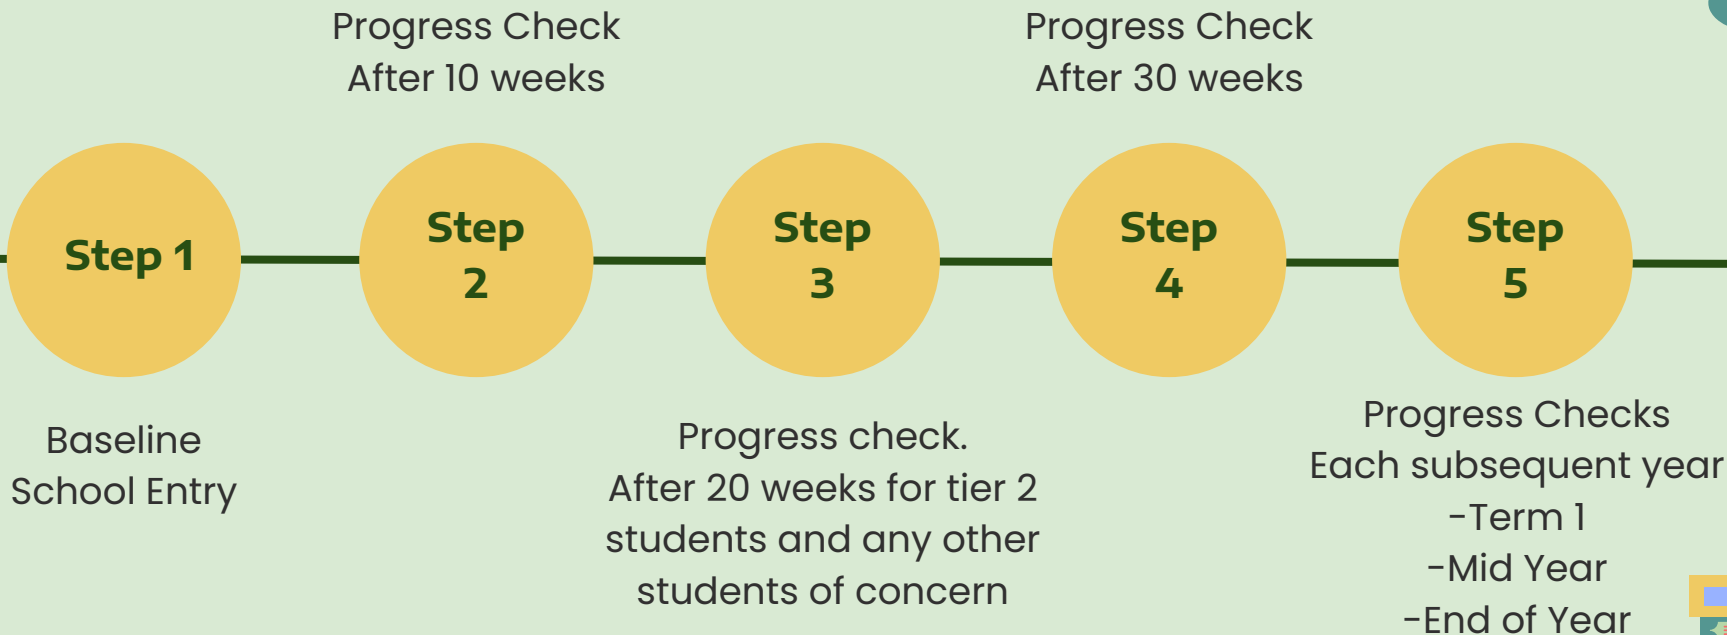 Step 1
Baseline
School Entry
Progress Check
After 10 weeks
Step
2
Step
3
Progress check.
After 20 weeks for tier 2
students and any other
students of concern
Progress Check
After 30 weeks
Step
4
Step
5
Progress Checks
Each subsequent year
-Term 1
-Mid Year
-End of Year